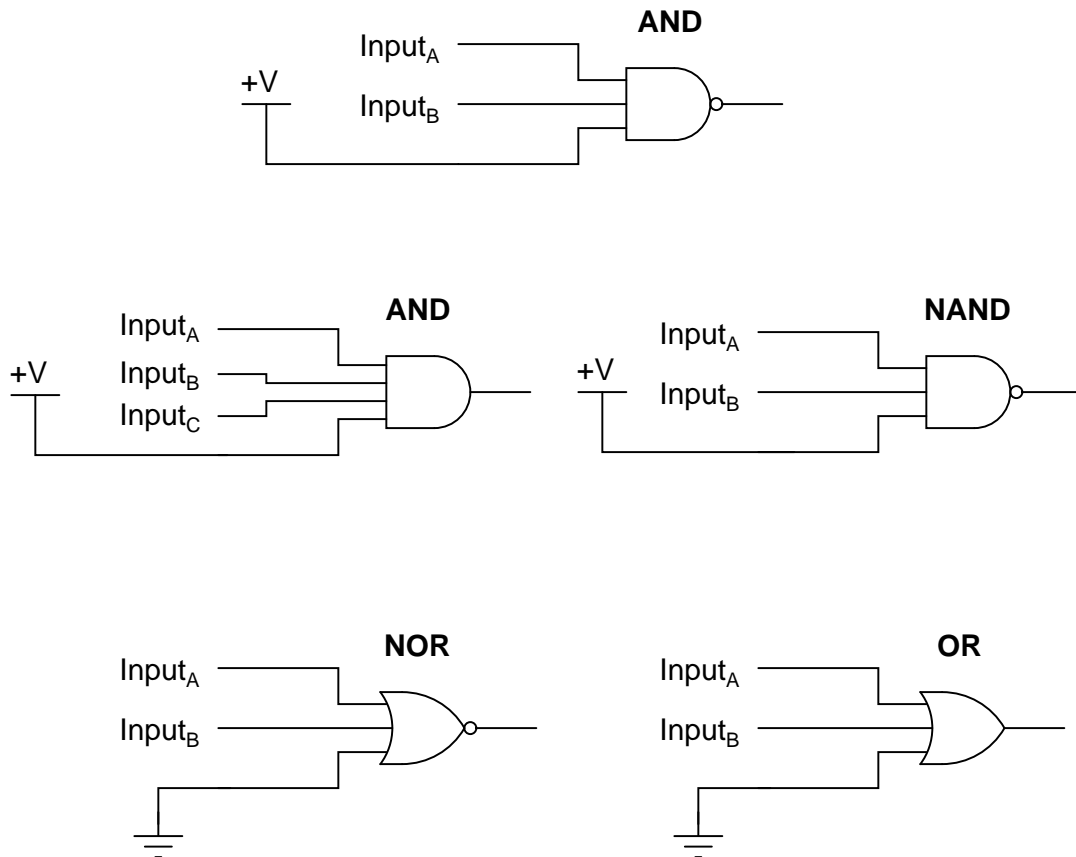 AND
Input_A
+V
Input_B
AND
Input_A
+V
Input_B
Input_C
NAND
Input_A
+V
Input_B
NOR
Input_A
Input_B
OR
Input_A
Input_B